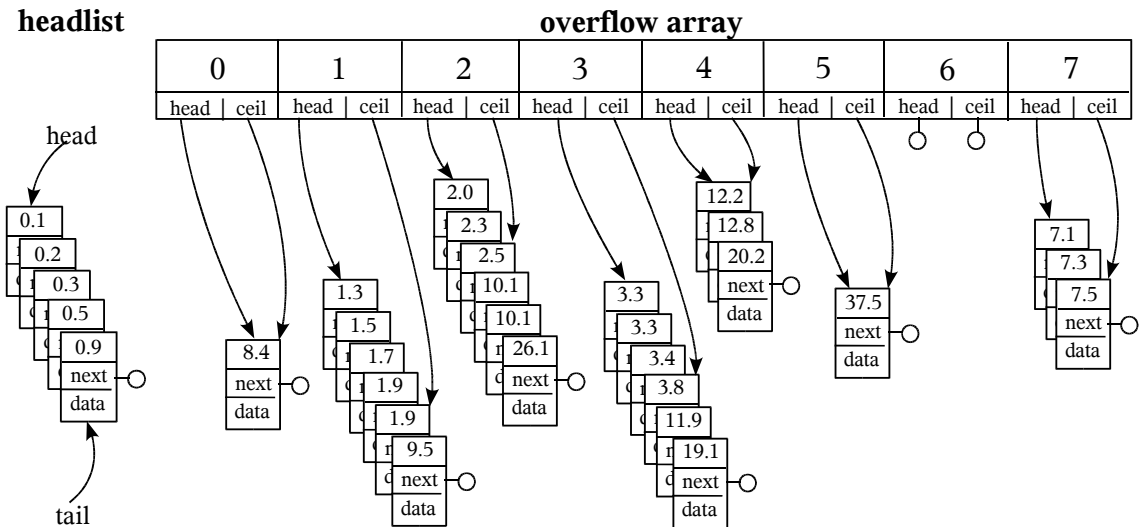 headlist
overflow array
0 1 2 3 4 5 6 7
head ceil head ceil head ceil head ceil head ceil head ceil head ceil head ceil
head
0.1
0.2
0.3
0.5
0.9
next
data
tail
8.4
next
data
1.3
1.5
1.7
1.9
1.9
9.5
next
data
2.0
2.3
2.5
10.1
10.1
26.1
next
data
3.3
3.3
3.4
3.8
11.9
19.1
next
data
12.2
12.8
20.2
next
data
37.5
next
data
7.1
7.3
7.5
next
data